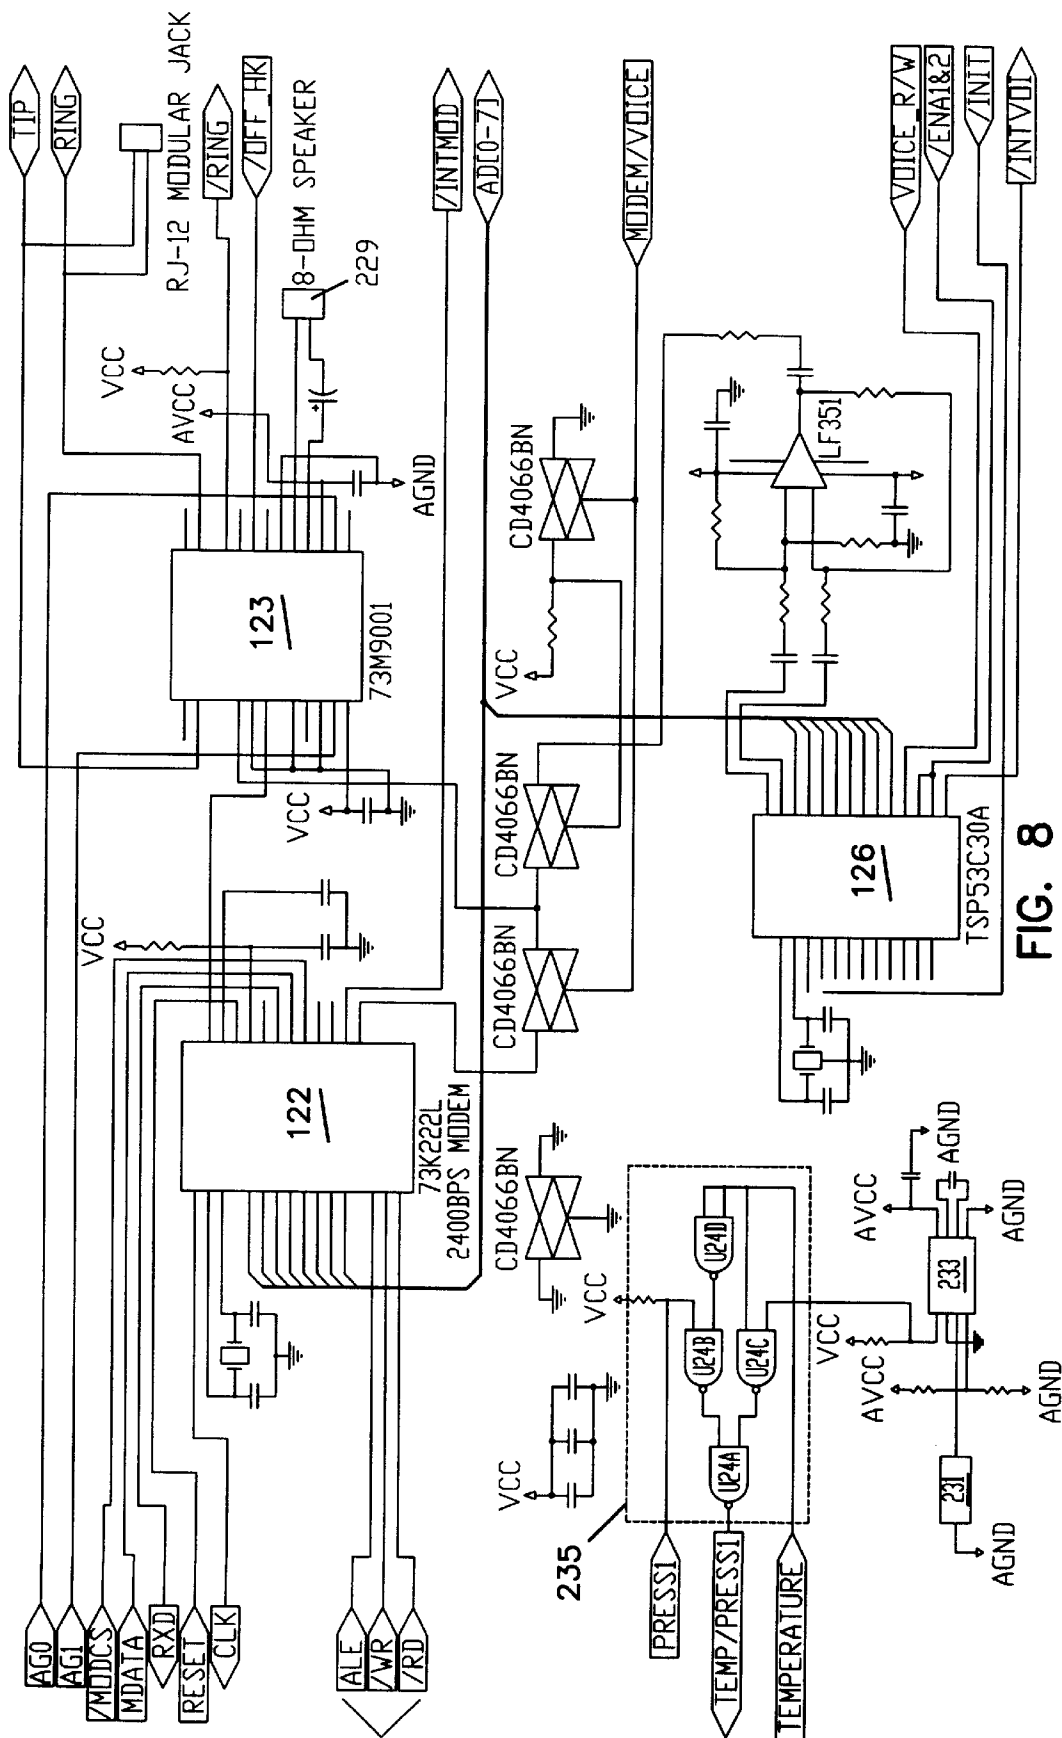 TIP
RING
RJ-12 MODULAR JACK
/RING
/OFF_HK
8-OHM SPEAKER
229
VCC
AVCC
AGND
123
73M9001
VCC
VCC
122
73K222L
2400BPS MODEM
AG0
AG1
/MODCS
MDATA
RXD
RESET
CLK
ALE
/WR
/RD
/INTMOD
AD[0-7]
MODEM/VOICE
CD4066BN
VCC
CD4066BN
CD4066BN
CD4066BN
VOICE_R/W
/ENA1&2
/INIT
/INTVOI
LF351
126
TSP53C30A
VCC
VCC
235
U24D
U24B
U24C
U24A
PRESS1
TEMP/PRESS1
TEMPERATURE
VCC
AVCC
AGND
AVCC
AGND
AGND
233
231
AGND
FIG. 8